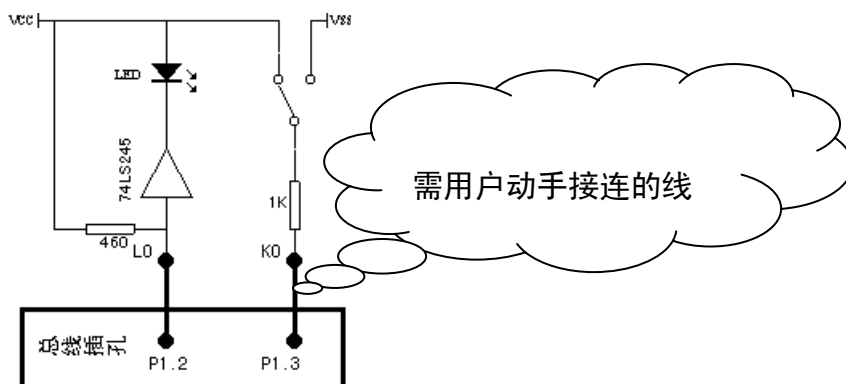 VCC
VSS
LED
74LS245
需用户动手接连的线
1K
460
L0
K0
总线插孔
P1.2
P1.3